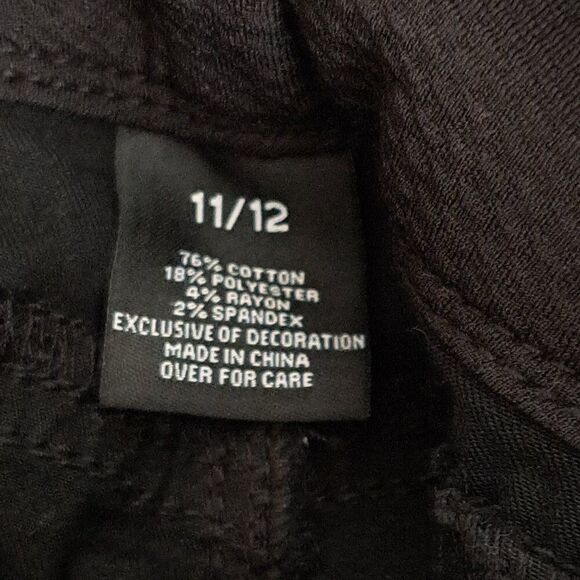 11/12
76% COTTON
18% POLYESTER
4% RAYON
2% SPANDEX
EXCLUSIVE OF DECORATION
MADE IN CHINA
OVER FOR CARE